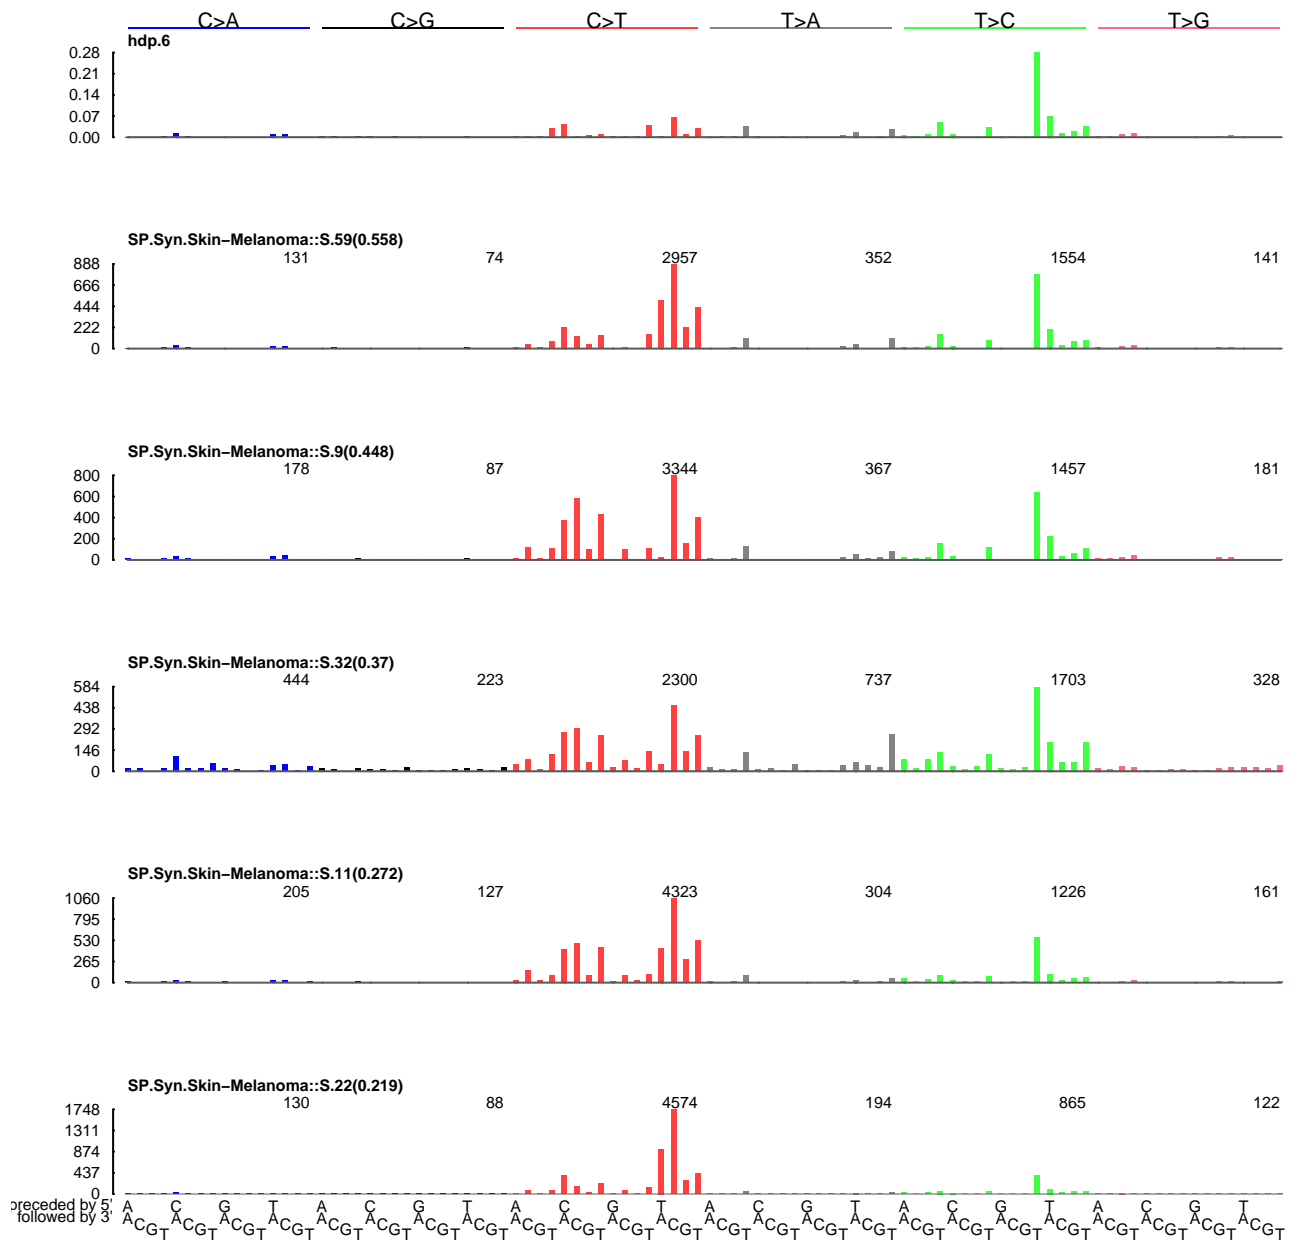 C>A C>G C>T T>A T>C T>G
hdp.6
0.28
0.21
0.14
0.07
0.00
SP.Syn.Skin−Melanoma::S.59(0.558)
131 74 2957 352 1554 141
888
666
444
222
0
SP.Syn.Skin−Melanoma::S.9(0.448)
178 87 3344 367 1457 181
800
600
400
200
0
SP.Syn.Skin−Melanoma::S.32(0.37)
444 223 2300 737 1703 328
584
438
292
146
0
SP.Syn.Skin−Melanoma::S.11(0.272)
205 127 4323 304 1226 161
1060
795
530
265
0
SP.Syn.Skin−Melanoma::S.22(0.219)
130 88 4574 194 865 122
1748
1311
874
437
0
preceded by 5' A C G T A C G T A C G T A C G T A C G T A C G T
followed by 3' A C G T A C G T A C G T A C G T A C G T A C G T A C G T A C G T A C G T A C G T A C G T A C G T A C G T A C G T A C G T A C G T A C G T A C G T A C G T A C G T A C G T A C G T A C G T A C G T